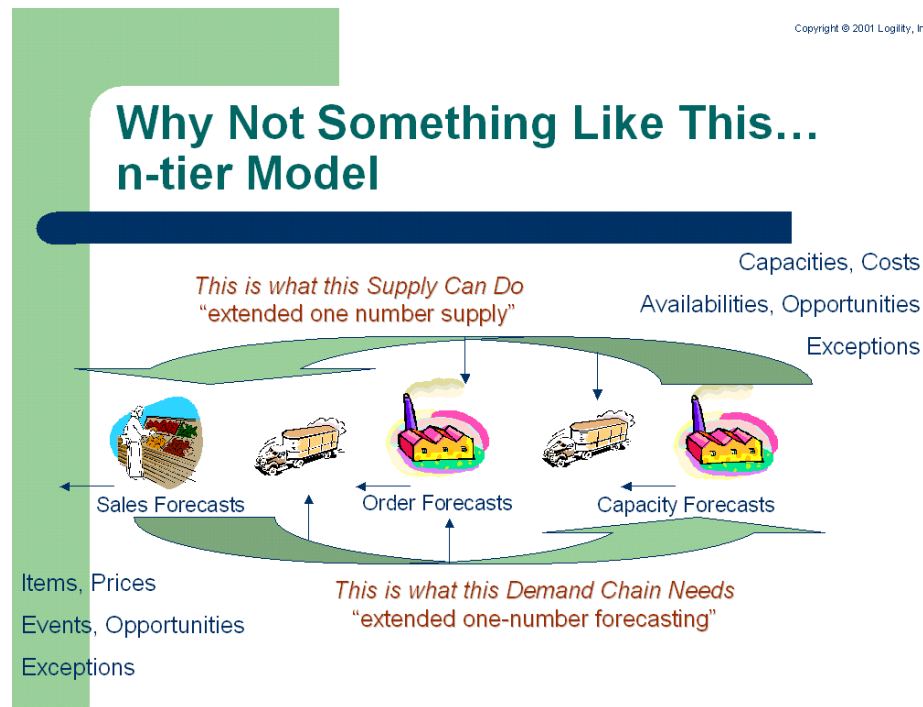 Copyright © 2001 Logility, In
Why Not Something Like This…
n-tier Model
Capacities, Costs
This is what this Supply Can Do
“extended one number supply”
Availabilities, Opportunities
Exceptions
Sales Forecasts
Order Forecasts
Capacity Forecasts
Items, Prices
This is what this Demand Chain Needs
“extended one-number forecasting”
Events, Opportunities
Exceptions